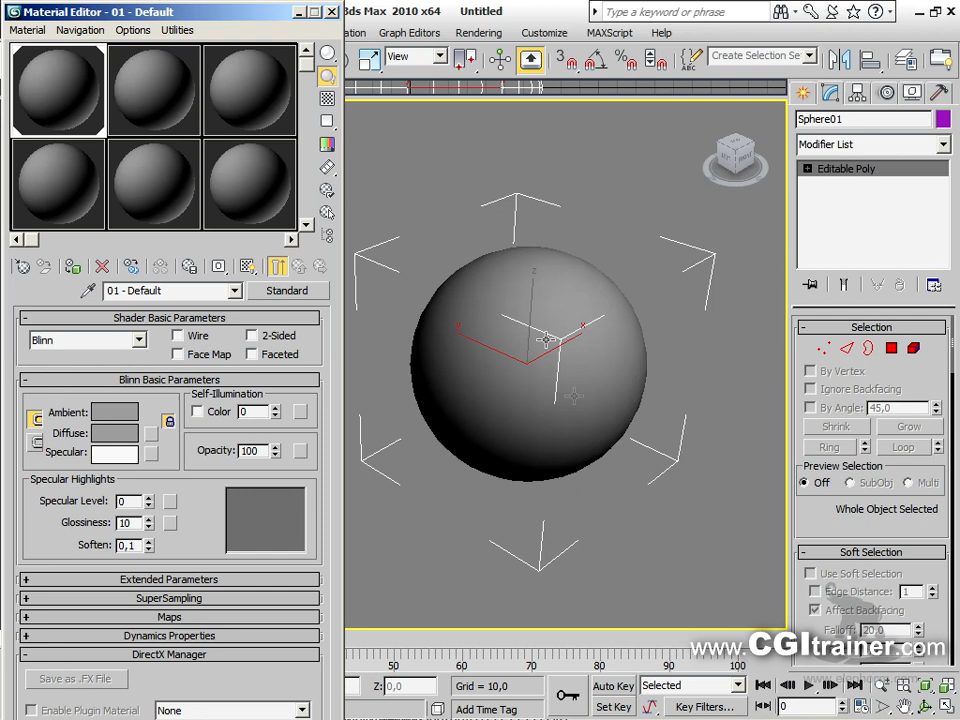 Material Editor - 01 - Default
3ds Max 2010 x64 Untitled
Type a keyword or phrase
Material Navigation Options Utilities
ation Graph Editors Rendering Customize MAXScript Help
View
3
ABC
Create Selection Se
Sphere01
Modifier List
Editable Poly
z
y
x
01 - Default
Standard
Shader Basic Parameters
Blinn
Wire
2-Sided
Face Map
Faceted
Blinn Basic Parameters
Self-Illumination
Ambient:
Color 0
Diffuse:
Specular:
Opacity: 100
Specular Highlights
Specular Level: 0
Glossiness: 10
Soften: 0,1
Extended Parameters
SuperSampling
Maps
Dynamics Properties
DirectX Manager
Save as .FX File
Enable Plugin Material
None
Selection
By Vertex
Ignore Backfacing
By Angle: 45,0
Shrink
Grow
Ring
Loop
Preview Selection
Off
SubObj
Multi
Whole Object Selected
Soft Selection
Use Soft Selection
Edge Distance: 1
Affect Backfacing
Falloff: 20,0
www.CGItrainer.com
50 60 70 80 90 100
Z: 0,0
Grid = 10,0
Add Time Tag
Auto Key
Selected
Set Key
Key Filters...
0